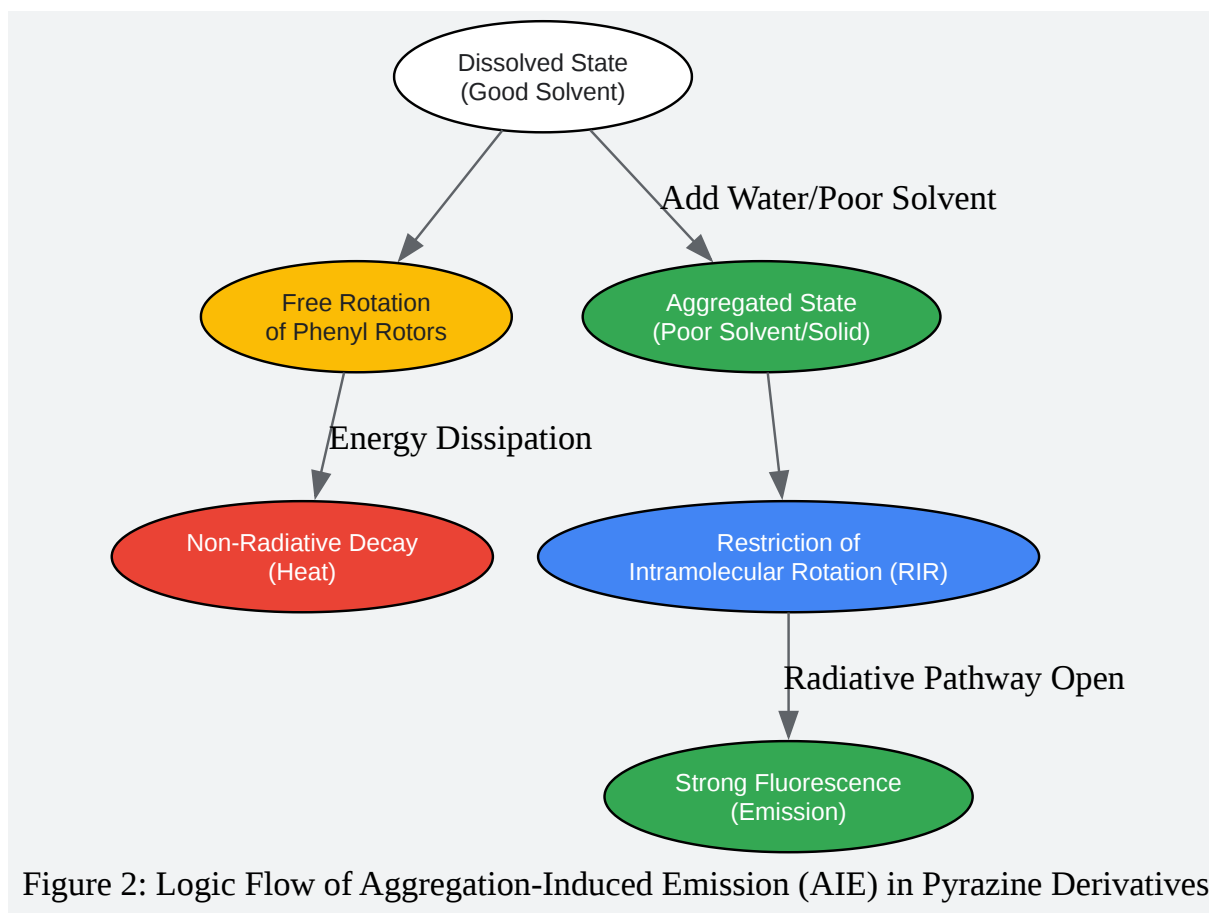 Dissolved State
(Good Solvent)
Add Water/Poor Solvent
Free Rotation
of Phenyl Rotors
Aggregated State
(Poor Solvent/Solid)
Energy Dissipation
Non-Radiative Decay
(Heat)
Restriction of
Intramolecular Rotation (RIR)
Radiative Pathway Open
Strong Fluorescence
(Emission)
Figure 2: Logic Flow of Aggregation-Induced Emission (AIE) in Pyrazine Derivatives